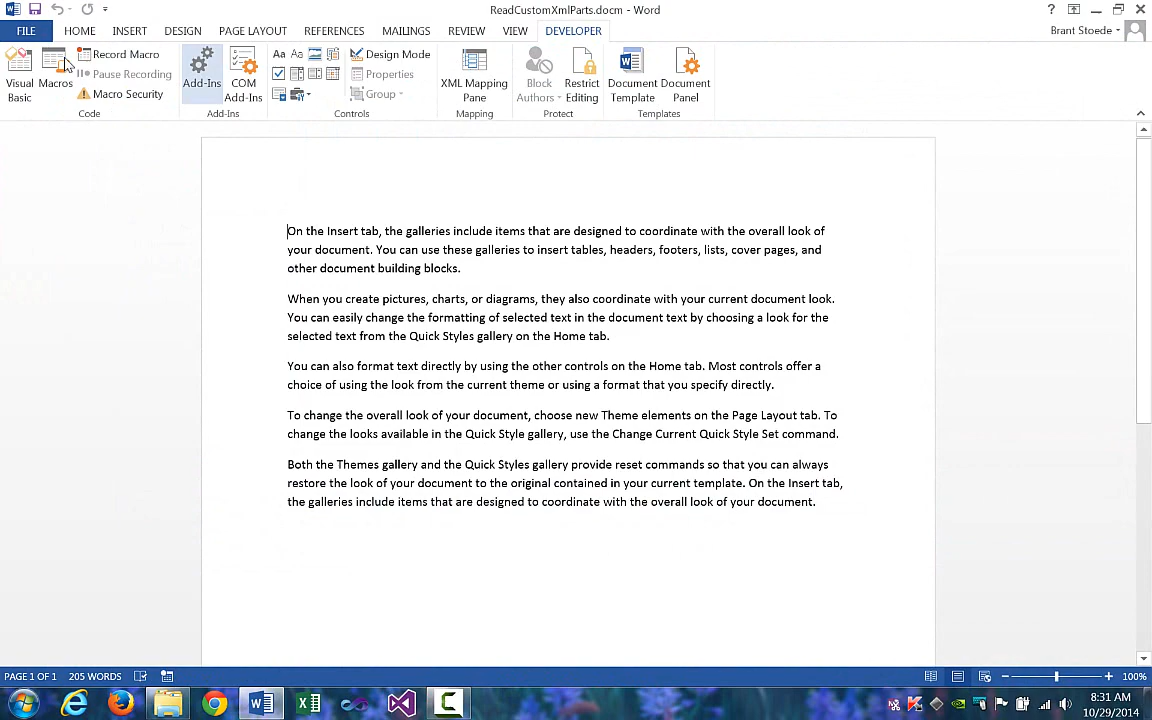 ReadCustomXmlParts.docm - Word
FILE HOME INSERT DESIGN PAGE LAYOUT REFERENCES MAILINGS REVIEW VIEW DEVELOPER Brant Stoede
Visual Basic
Macros
Record Macro
Pause Recording
Macro Security
Code
Add-Ins
COM Add-Ins
Add-Ins
Aa Aa
Design Mode
Properties
Group
Controls
XML Mapping Pane
Mapping
Block Authors
Restrict Editing
Protect
Document Template
Document Panel
Templates
On the Insert tab, the galleries include items that are designed to coordinate with the overall look of
your document. You can use these galleries to insert tables, headers, footers, lists, cover pages, and
other document building blocks.
When you create pictures, charts, or diagrams, they also coordinate with your current document look.
You can easily change the formatting of selected text in the document text by choosing a look for the
selected text from the Quick Styles gallery on the Home tab.
You can also format text directly by using the other controls on the Home tab. Most controls offer a
choice of using the look from the current theme or using a format that you specify directly.
To change the overall look of your document, choose new Theme elements on the Page Layout tab. To
change the looks available in the Quick Style gallery, use the Change Current Quick Style Set command.
Both the Themes gallery and the Quick Styles gallery provide reset commands so that you can always
restore the look of your document to the original contained in your current template. On the Insert tab,
the galleries include items that are designed to coordinate with the overall look of your document.
PAGE 1 OF 1 205 WORDS 100%
8:31 AM
10/29/2014